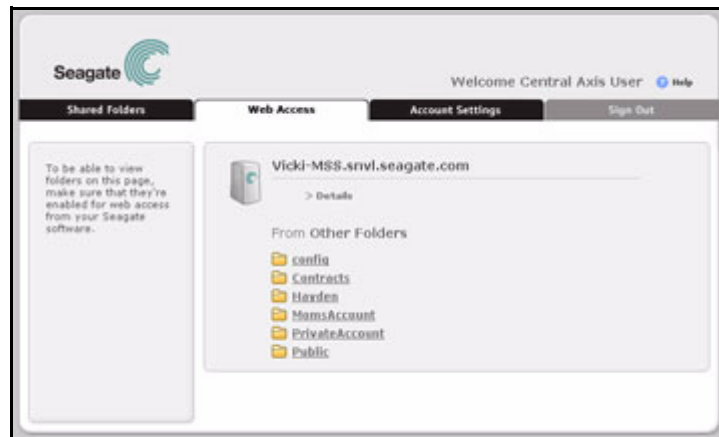 Seagate
Welcome Central Axis User Help
Shared Folders Web Access Account Settings Sign Out
To be able to view
folders on this page,
make sure that they're
enabled for web access
from your Seagate
software.
Vicki-MSS.snvl.seagate.com
> Details
From Other Folders
config
Contracts
Hayden
MomsAccount
PrivateAccount
Public